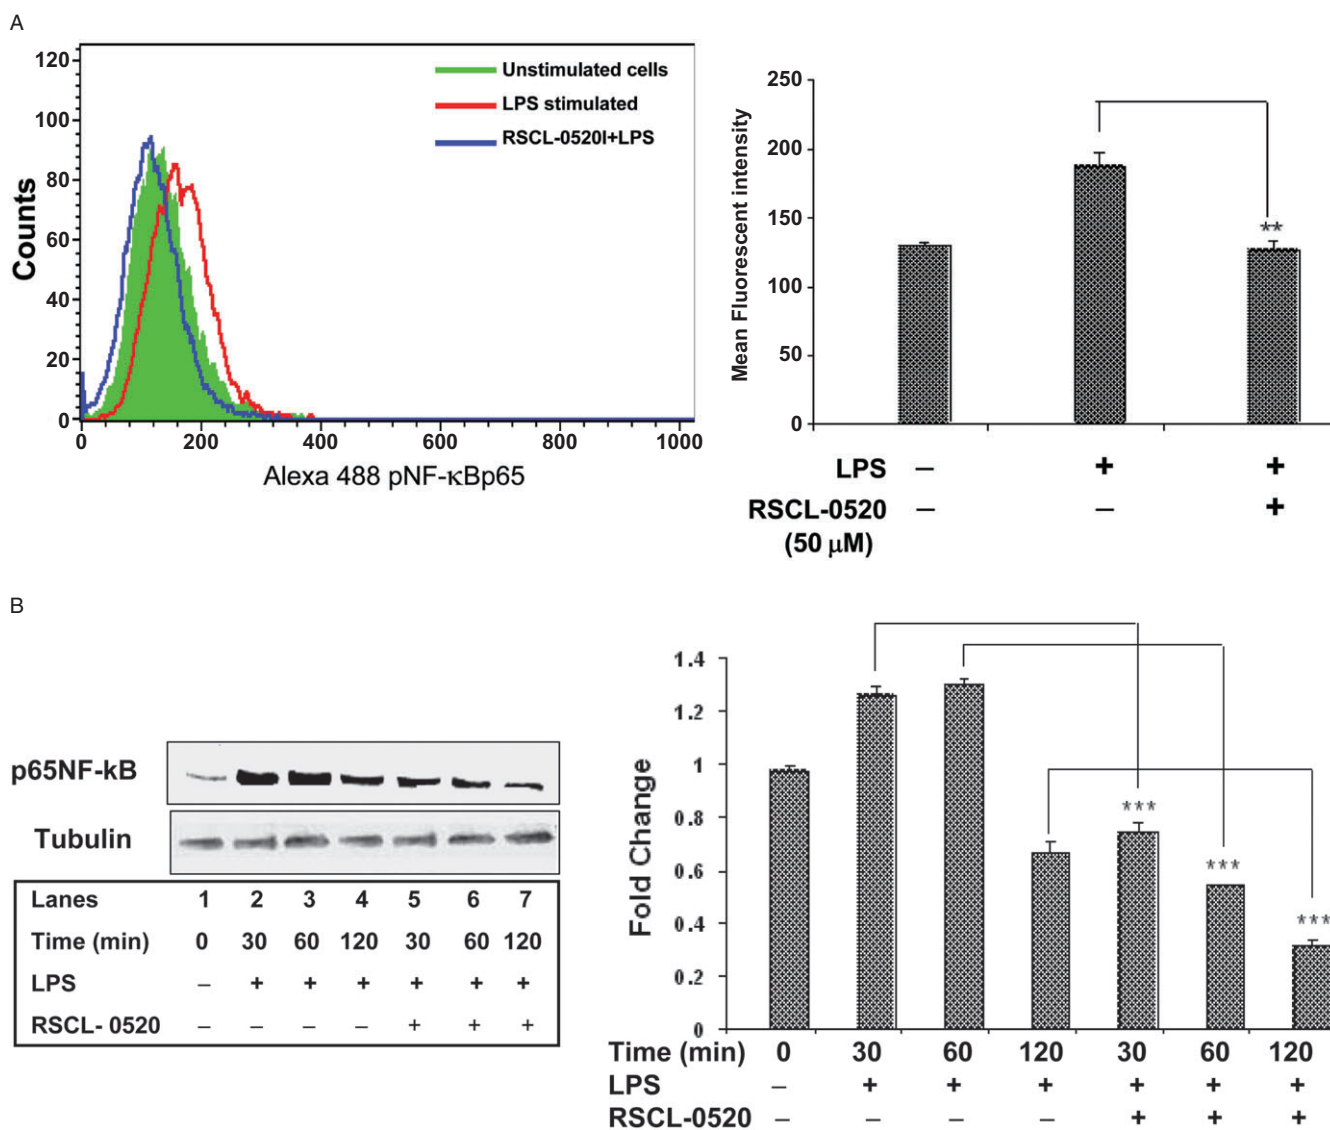 A
120
100
80
60
40
20
0
Counts
0 200 400 600 800 1000
Alexa 488 pNF-κBp65
Unstimulated cells
LPS stimulated
RSCL-0520I+LPS
250
200
150
100
50
0
Mean Fluorescent intensity
**
LPS – + +
RSCL-0520 – – +
(50 μM)
B
p65NF-kB
Tubulin
Lanes 1 2 3 4 5 6 7
Time (min) 0 30 60 120 30 60 120
LPS – + + + + + +
RSCL- 0520 – – – – + + +
1.4
1.2
1
0.8
0.6
0.4
0.2
0
Fold Change
***
***
***
Time (min) 0 30 60 120 30 60 120
LPS – + + + + + +
RSCL-0520 – – – – + + +